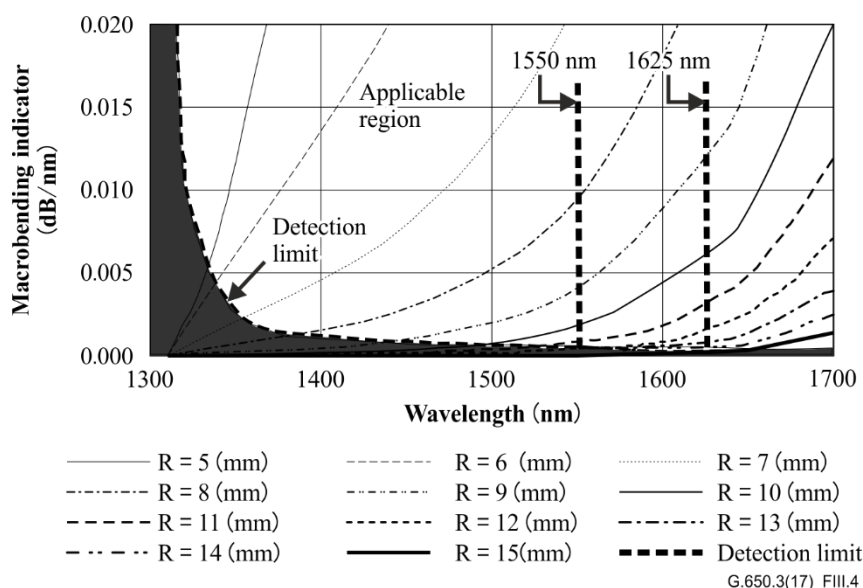 0.020
0.015
0.010
0.005
0.000
Macrobending indicator
(dB/nm)
1550 nm
1625 nm
Applicable
region
Detection
limit
1300
1400
1500
1600
1700
Wavelength (nm)
R = 5 (mm)
R = 6 (mm)
R = 7 (mm)
R = 8 (mm)
R = 9 (mm)
R = 10 (mm)
R = 11 (mm)
R = 12 (mm)
R = 13 (mm)
R = 14 (mm)
R = 15(mm)
Detection limit
G.650.3(17)_FIII.4